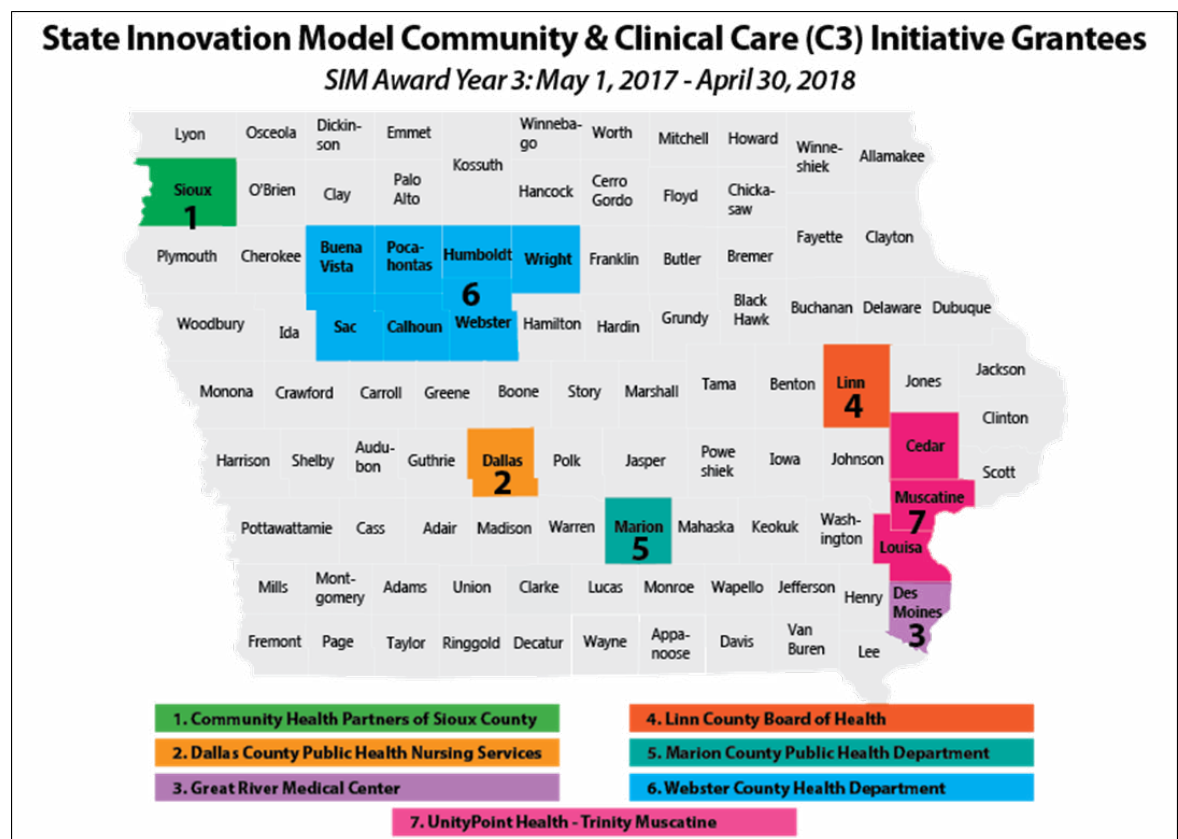 State Innovation Model Community & Clinical Care (C3) Initiative Grantees
SIM Award Year 3: May 1, 2017 - April 30, 2018
Lyon
Osceola
Dickin-
son
Emmet
Kossuth
Winneba-
go
Worth
Mitchell
Howard
Winne-
shiek
Allamakee
Sioux
1
O'Brien
Clay
Palo
Alto
Hancock
Cerro
Gordo
Floyd
Chicka-
saw
Fayette
Clayton
Plymouth
Cherokee
Buena
Vista
Poca-
hontas
Humboldt
6
Wright
Franklin
Butler
Bremer
Woodbury
Ida
Sac
Calhoun
Webster
Hamilton
Hardin
Grundy
Black
Hawk
Buchanan
Delaware
Dubuque
Monona
Crawford
Carroll
Greene
Boone
Story
Marshall
Tama
Benton
Linn
4
Jones
Jackson
Clinton
Harrison
Shelby
Audu-
bon
Guthrie
Dallas
2
Polk
Jasper
Powe
shiek
Iowa
Johnson
Cedar
Scott
Muscatine
7
Pottawattamie
Cass
Adair
Madison
Warren
Marion
5
Mahaska
Keokuk
Wash-
ington
Louisa
Mills
Mont-
gomery
Adams
Union
Clarke
Lucas
Monroe
Wapello
Jefferson
Henry
Des
Moines
3
Fremont
Page
Taylor
Ringgold
Decatur
Wayne
Appa-
noose
Davis
Van
Buren
Lee
1. Community Health Partners of Sioux County
2. Dallas County Public Health Nursing Services
3. Great River Medical Center
4. Linn County Board of Health
5. Marion County Public Health Department
6. Webster County Health Department
7. UnityPoint Health - Trinity Muscatine